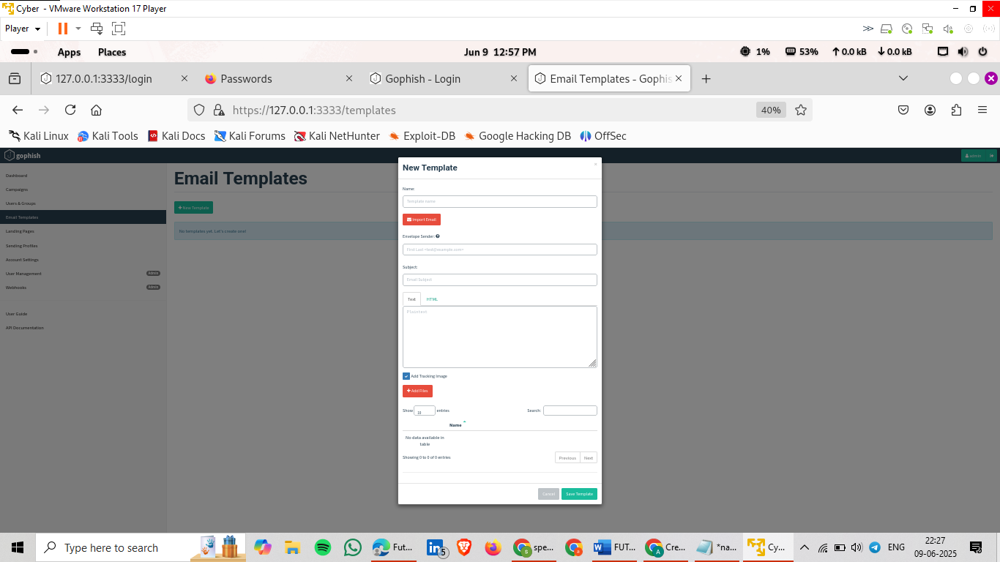 Cyber - VMware Workstation 17 Player
Player
Apps Places Jun 9 12:57 PM 1% 53% 0.0 kB 0.0 kB
127.0.0.1:3333/login Passwords Gophish - Login Email Templates - Gophis
https://127.0.0.1:3333/templates 40%
Kali Linux Kali Tools Kali Docs Kali Forums Kali NetHunter Exploit-DB Google Hacking DB OffSec
gophish admin
Dashboard
Campaigns
Users & Groups
Email Templates
Landing Pages
Sending Profiles
Account Settings
User Management Admin
Webhooks Admin
User Guide
API Documentation
Email Templates
New Template
No templates yet. Let's create one!
New Template
Name:
Template name
Import Email
Envelope Sender:
First Last <test@example.com>
Subject:
Email Subject
Text HTML
Plaintext
Add Tracking Image
Add Files
Show 10 entries Search:
Name
No data available in
table
Showing 0 to 0 of 0 entries
Previous Next
Cancel Save Template
Type here to search Fut... 5 spe... FUT... Cre... *na... Cy... ENG 22:27
09-06-2025